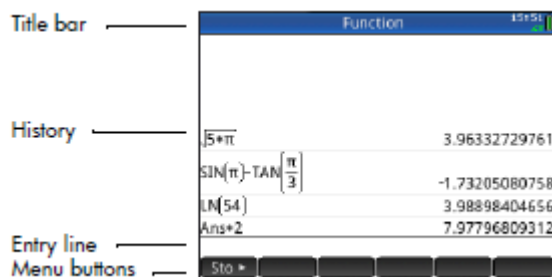 Title bar
Function 15:51
History
√5*π 3.96332729761
SIN(π)-TAN(π/3) -1.73205080758
LN(54) 3.98898404656
Ans*2 7.97796809312
Entry line
Menu buttons
Sto ►